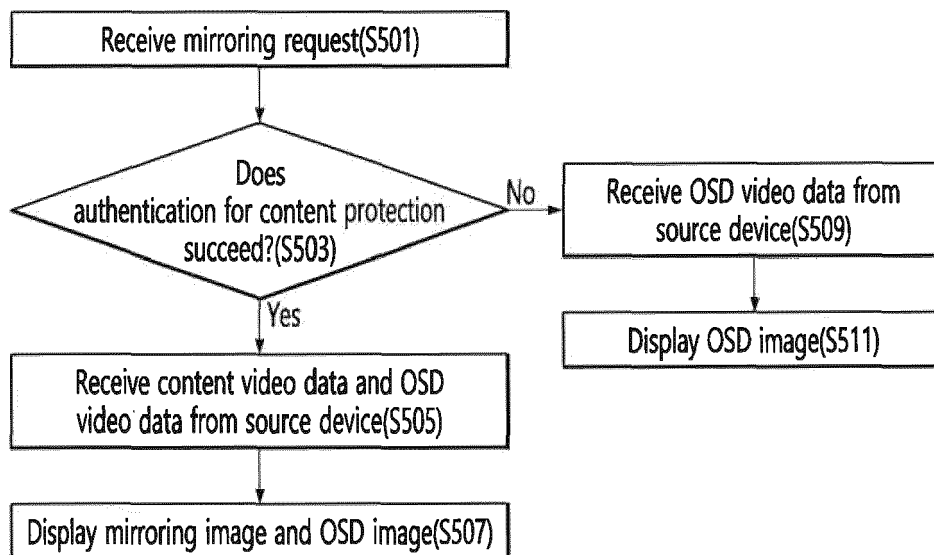 Receive mirroring request(S501)
Does
authentication for content protection
succeed?(S503)
No
Receive OSD video data from
source device(S509)
Yes
Display OSD image(S511)
Receive content video data and OSD
video data from source device(S505)
Display mirroring image and OSD image(S507)